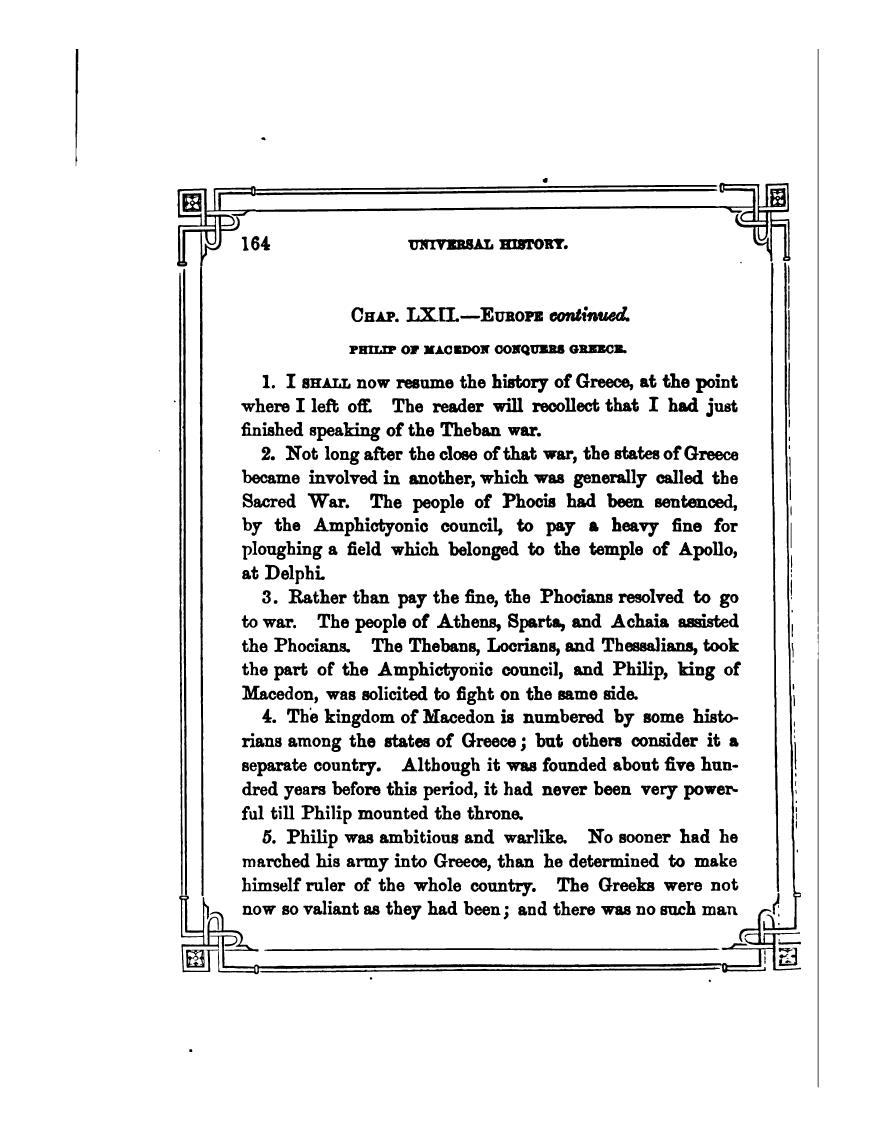 164 UNIVERSAL HISTORY.
CHAP. LXII.—EUROPE continued.
PHILIP OF MACEDON CONQUERS GREECE.
1. I SHALL now resume the history of Greece, at the point
where I left off. The reader will recollect that I had just
finished speaking of the Theban war.
2. Not long after the close of that war, the states of Greece
became involved in another, which was generally called the
Sacred War. The people of Phocis had been sentenced,
by the Amphictyonic council, to pay a heavy fine for
ploughing a field which belonged to the temple of Apollo,
at Delphi.
3. Rather than pay the fine, the Phocians resolved to go
to war. The people of Athens, Sparta, and Achaia assisted
the Phocians. The Thebans, Locrians, and Thessalians, took
the part of the Amphictyonic council, and Philip, king of
Macedon, was solicited to fight on the same side.
4. The kingdom of Macedon is numbered by some histo-
rians among the states of Greece; but others consider it a
separate country. Although it was founded about five hun-
dred years before this period, it had never been very power-
ful till Philip mounted the throne.
5. Philip was ambitious and warlike. No sooner had he
marched his army into Greece, than he determined to make
himself ruler of the whole country. The Greeks were not
now so valiant as they had been; and there was no such man